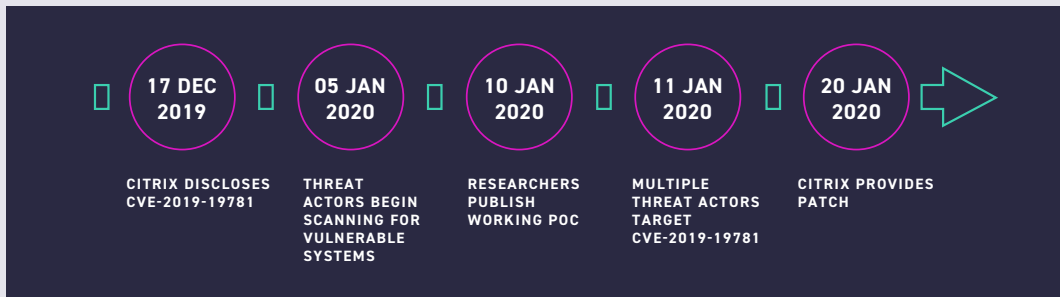 17 DEC
2019
05 JAN
2020
10 JAN
2020
11 JAN
2020
20 JAN
2020
CITRIX DISCLOSES
CVE-2019-19781
THREAT
ACTORS BEGIN
SCANNING FOR
VULNERABLE
SYSTEMS
RESEARCHERS
PUBLISH
WORKING POC
MULTIPLE
THREAT ACTORS
TARGET
CVE-2019-19781
CITRIX PROVIDES
PATCH